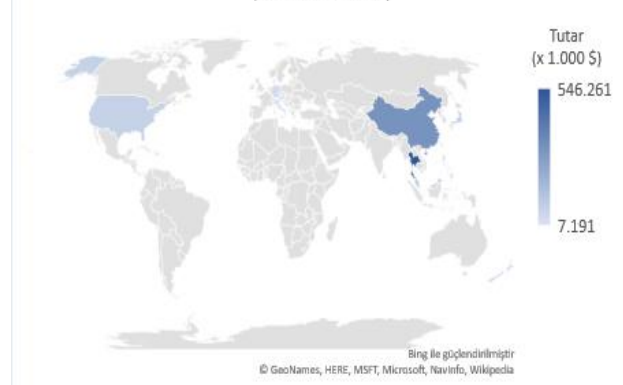 Tutar
(x 1.000 $)
546.261
7.191
Bing ile güçlendirilmiştir
© GeoNames, HERE, MSFT, Microsoft, NavInfo, Wikipedia